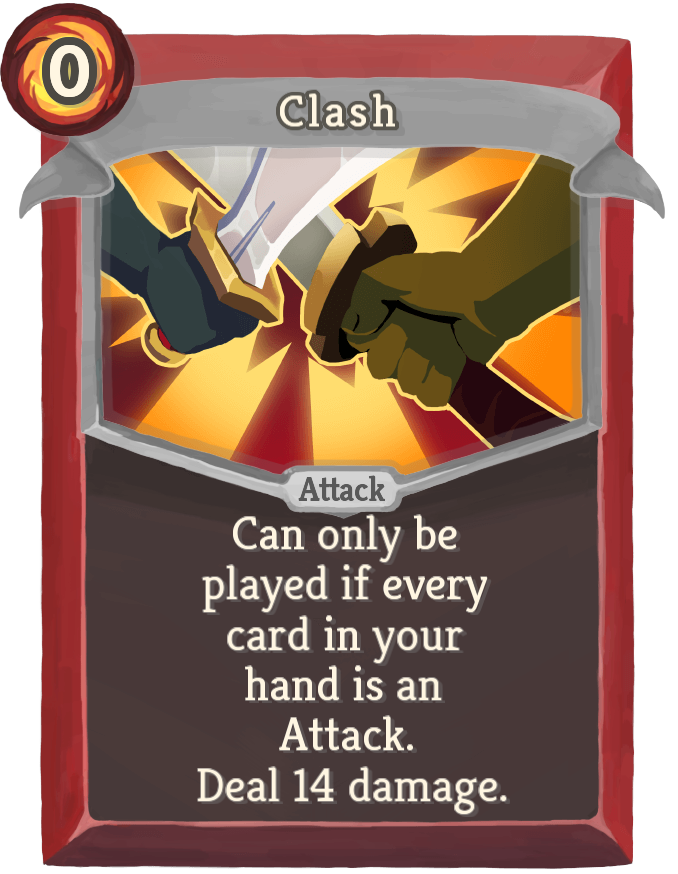 0
Clash
Attack
Can only be
played if every
card in your
hand is an
Attack.
Deal 14 damage.